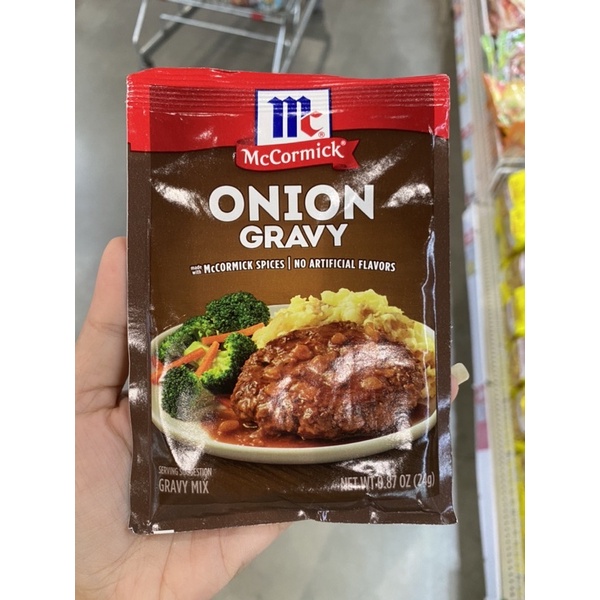 mc®
McCormick®
ONION
GRAVY
made with McCORMICK SPICES | NO ARTIFICIAL FLAVORS
SERVING SUGGESTION
GRAVY MIX
NET WT 0.87 OZ (24g)